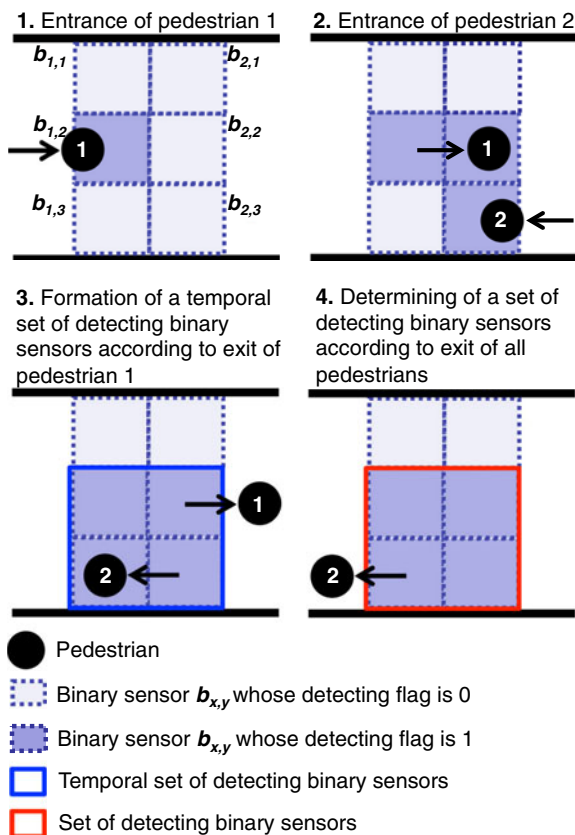 1. Entrance of pedestrian 1
b1,1
b2,1
b1,2
1
b2,2
b1,3
b2,3
2. Entrance of pedestrian 2
1
2
3. Formation of a temporal
set of detecting binary
sensors according to exit of
pedestrian 1
1
2
4. Determining of a set of
detecting binary sensors
according to exit of all
pedestrians
2
Pedestrian
Binary sensor bx,y whose detecting flag is 0
Binary sensor bx,y whose detecting flag is 1
Temporal set of detecting binary sensors
Set of detecting binary sensors